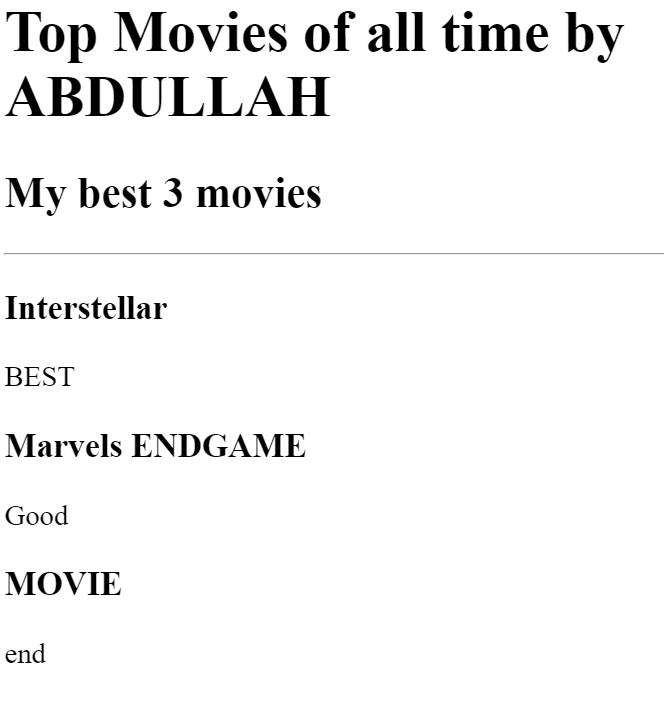 Top Movies of all time by
ABDULLAH
My best 3 movies
Interstellar
BEST
Marvels ENDGAME
Good
MOVIE
end